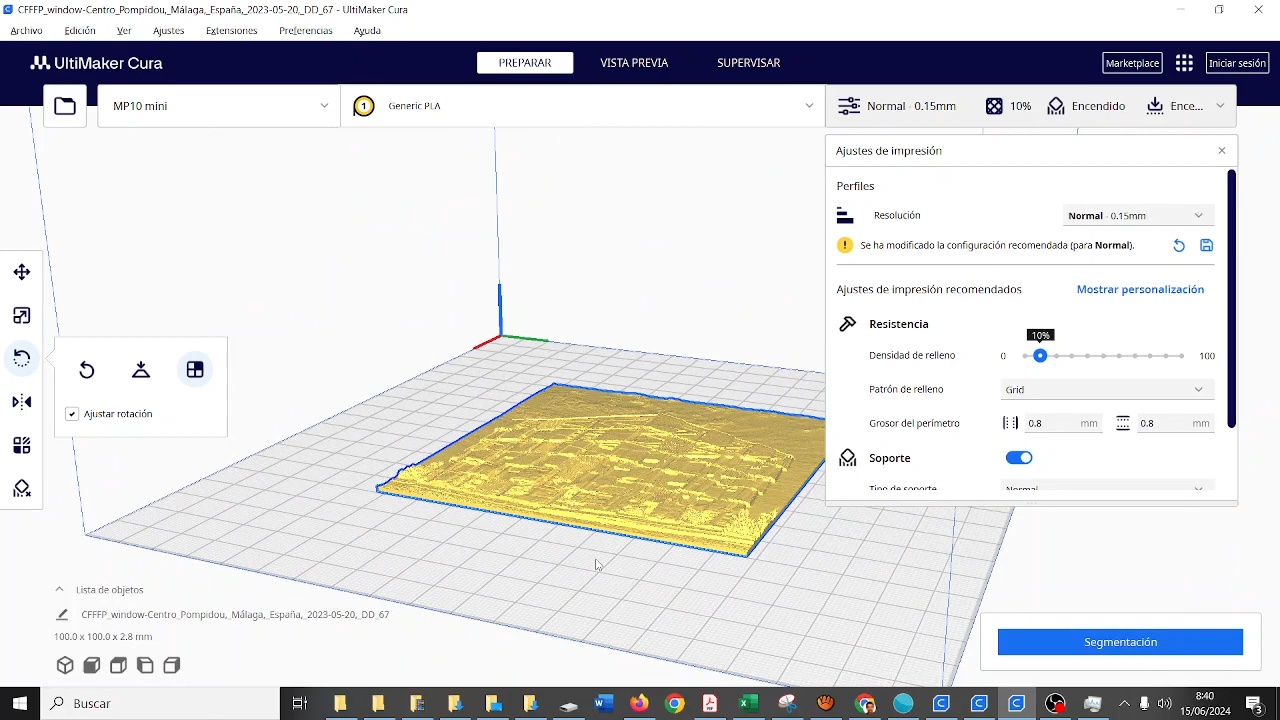 CFFFP_window-Centro_Pompidou,_Málaga,_España,_2023-05-20,_DD_67 - UltiMaker Cura
Archivo Edición Ver Ajustes Extensiones Preferencias Ayuda
UltiMaker Cura PREPARAR VISTA PREVIA SUPERVISAR Marketplace Iniciar sesión
MP10 mini 1 Generic PLA Normal - 0.15mm 10% Encendido Ence...
Ajustes de impresión
Perfiles
Resolución Normal - 0.15mm
Se ha modificado la configuración recomendada (para Normal).
Ajustes de impresión recomendados Mostrar personalización
Resistencia
10%
Densidad de relleno 0 100
Patrón de relleno Grid
Grosor del perímetro 0.8 mm 0.8 mm
Soporte
Tipo de soporte Normal
Ajustar rotación
Lista de objetos
CFFFP_window-Centro_Pompidou,_Málaga,_España,_2023-05-20,_DD_67
100.0 x 100.0 x 2.8 mm
Segmentación
Buscar
8:40
15/06/2024